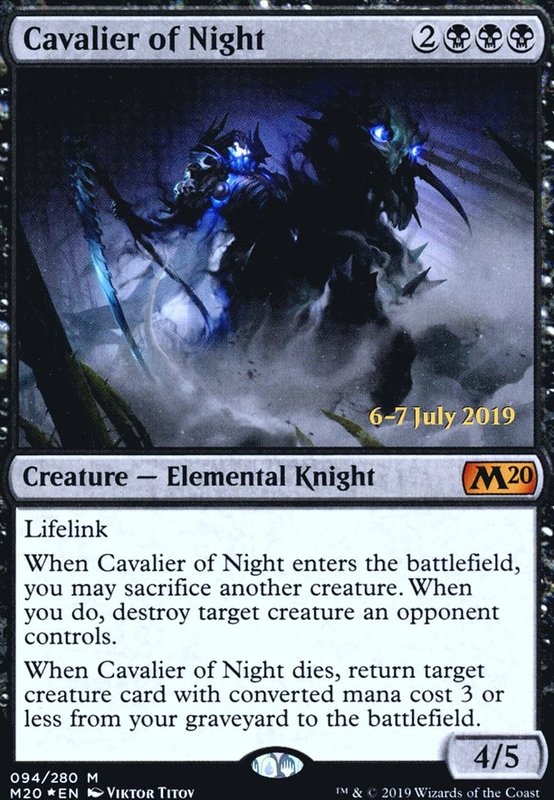 Cavalier of Night 2
6–7 July 2019
Creature — Elemental Knight M20
Lifelink
When Cavalier of Night enters the battlefield,
you may sacrifice another creature. When
you do, destroy target creature an opponent
controls.
When Cavalier of Night dies, return target
creature card with converted mana cost 3 or
less from your graveyard to the battlefield.
4/5
094/280 M
M20 ★ EN Viktor Titov ™ & © 2019 Wizards of the Coast